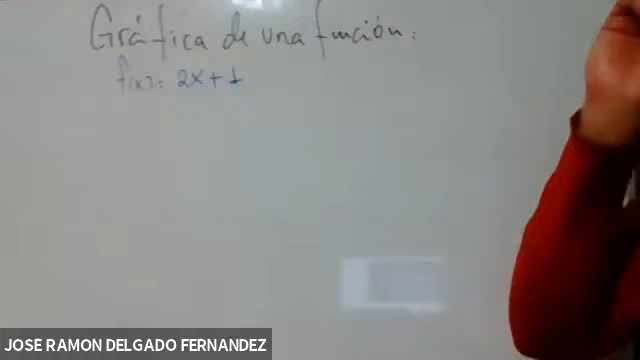 Gráfica de una función:
f(x)= 2x+1
JOSE RAMON DELGADO FERNANDEZ